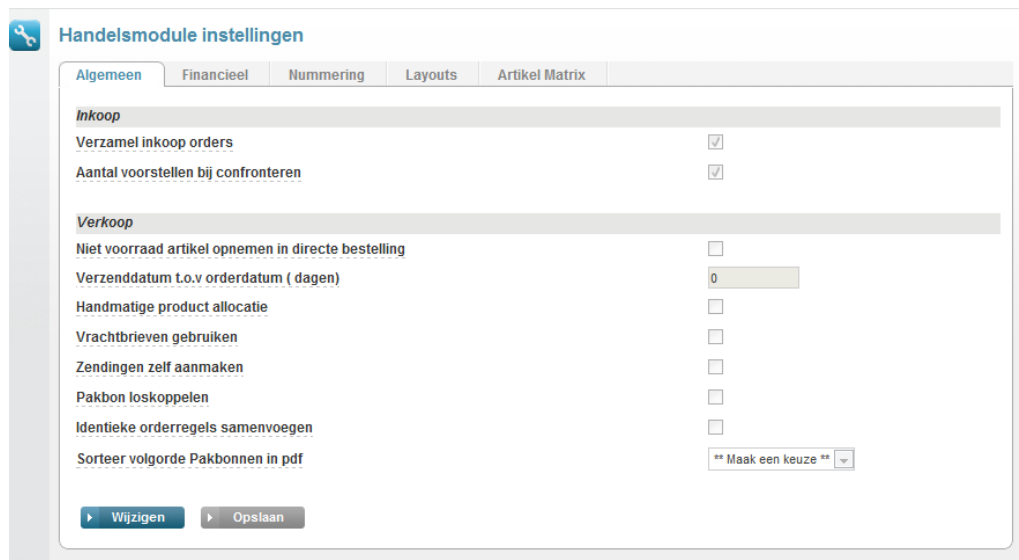 Handelsmodule instellingen
Algemeen Financieel Nummering Layouts Artikel Matrix
Inkoop
Verzamel inkoop orders
Aantal voorstellen bij confronteren
Verkoop
Niet voorraad artikel opnemen in directe bestelling
Verzenddatum t.o.v orderdatum ( dagen) 0
Handmatige product allocatie
Vrachtbrieven gebruiken
Zendingen zelf aanmaken
Pakbon loskoppelen
Identieke orderregels samenvoegen
Sorteer volgorde Pakbonnen in pdf ** Maak een keuze **
Wijzigen Opslaan